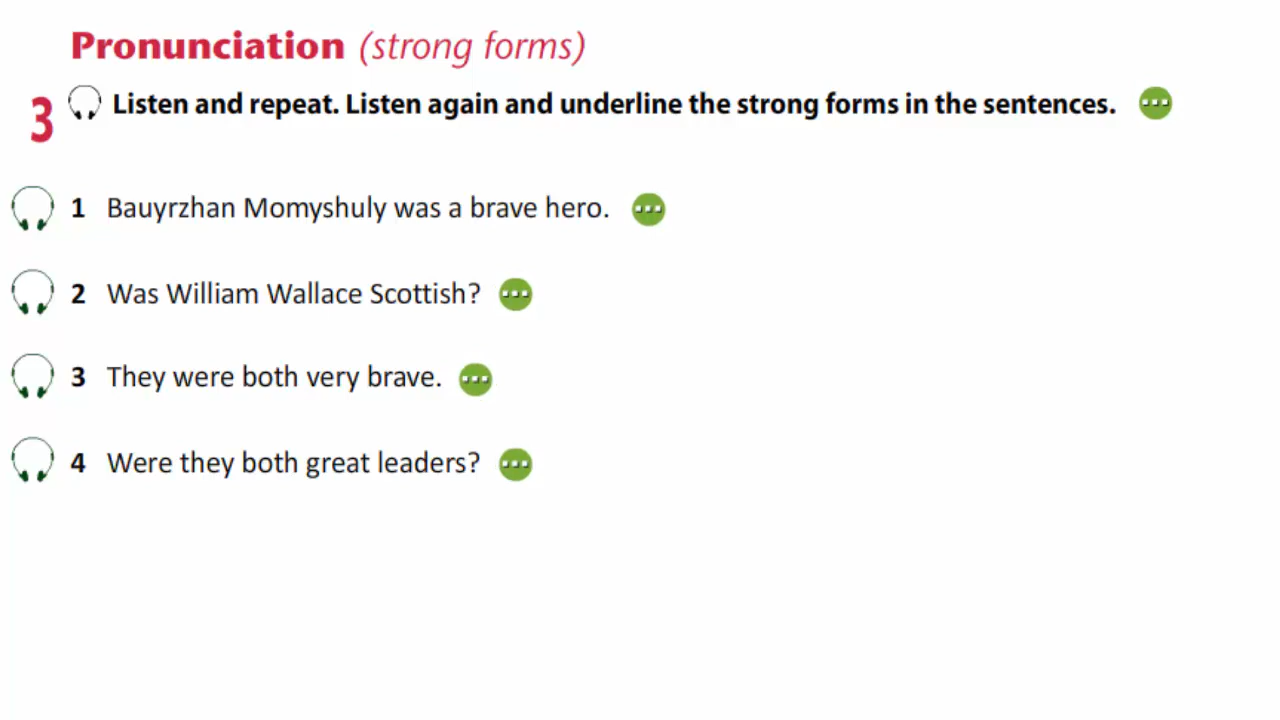 Pronunciation (strong forms)
3 Listen and repeat. Listen again and underline the strong forms in the sentences.
1 Bauyrzhan Momyshuly was a brave hero.
2 Was William Wallace Scottish?
3 They were both very brave.
4 Were they both great leaders?